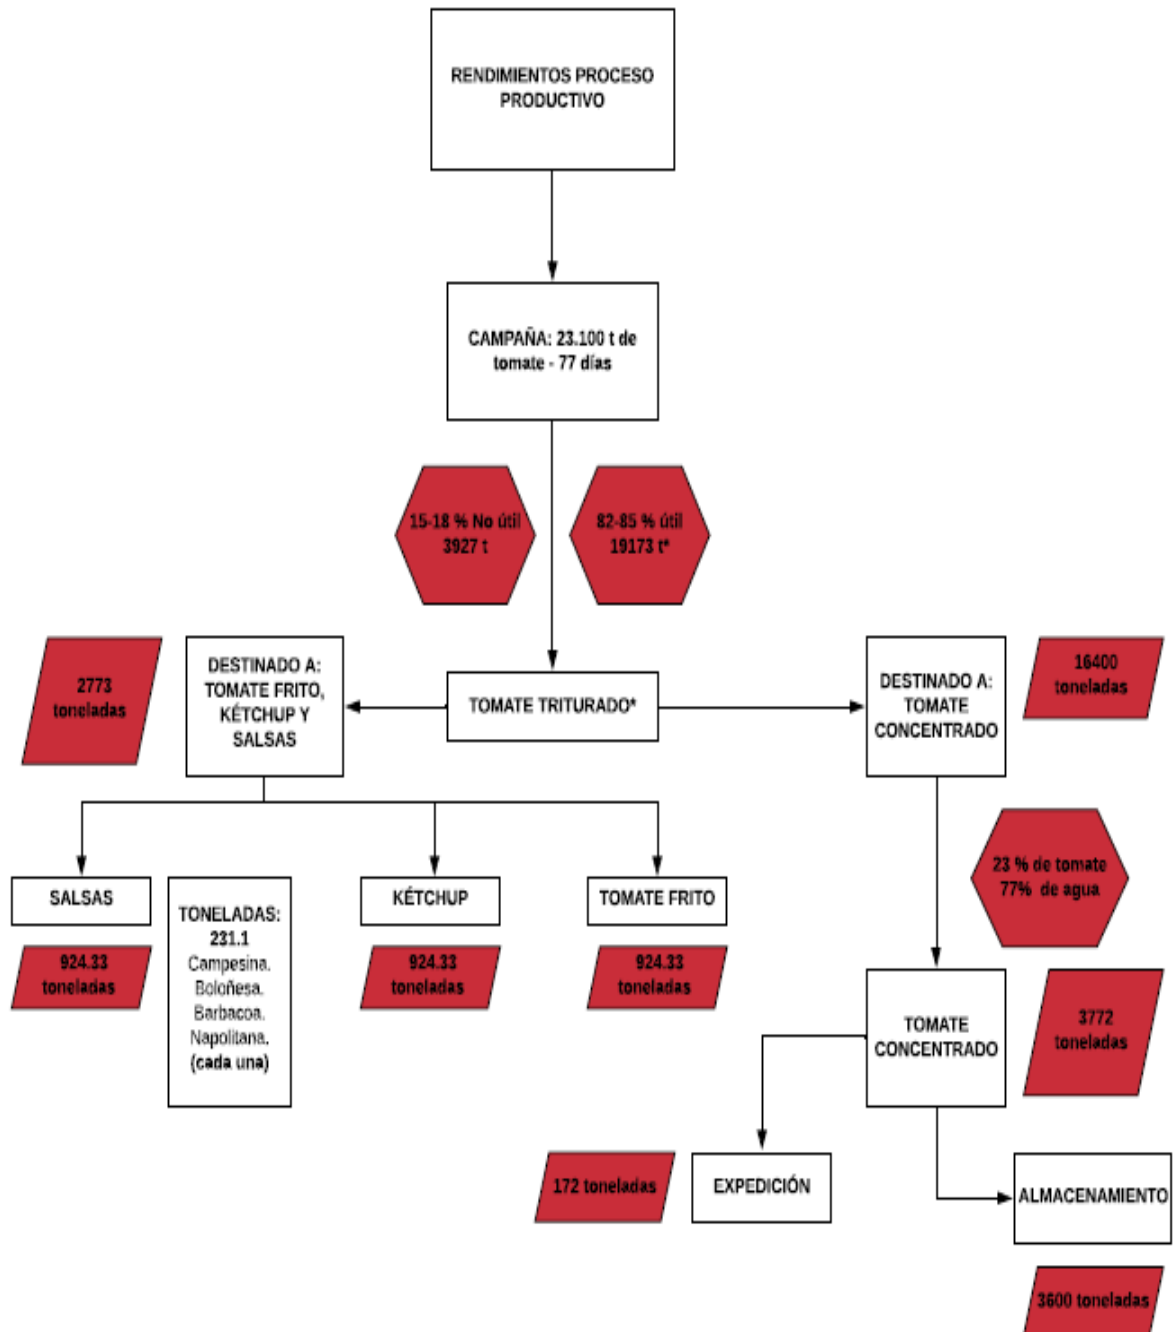 RENDIMIENTOS PROCESO
PRODUCTIVO
CAMPAÑA: 23.100 t de
tomate - 77 días
15-18 % No útil
3927 t
82-85 % útil
19173 t*
2773
toneladas
DESTINADO A:
TOMATE FRITO,
KÉTCHUP Y
SALSAS
TOMATE TRITURADO*
DESTINADO A:
TOMATE
CONCENTRADO
16400
toneladas
23 % de tomate
77% de agua
SALSAS
924.33
toneladas
TONELADAS:
231.1
Campesina.
Boloñesa.
Barbacoa.
Napolitana.
(cada una)
KÉTCHUP
924.33
toneladas
TOMATE FRITO
924.33
toneladas
TOMATE
CONCENTRADO
3772
toneladas
172 toneladas
EXPEDICIÓN
ALMACENAMIENTO
3600 toneladas